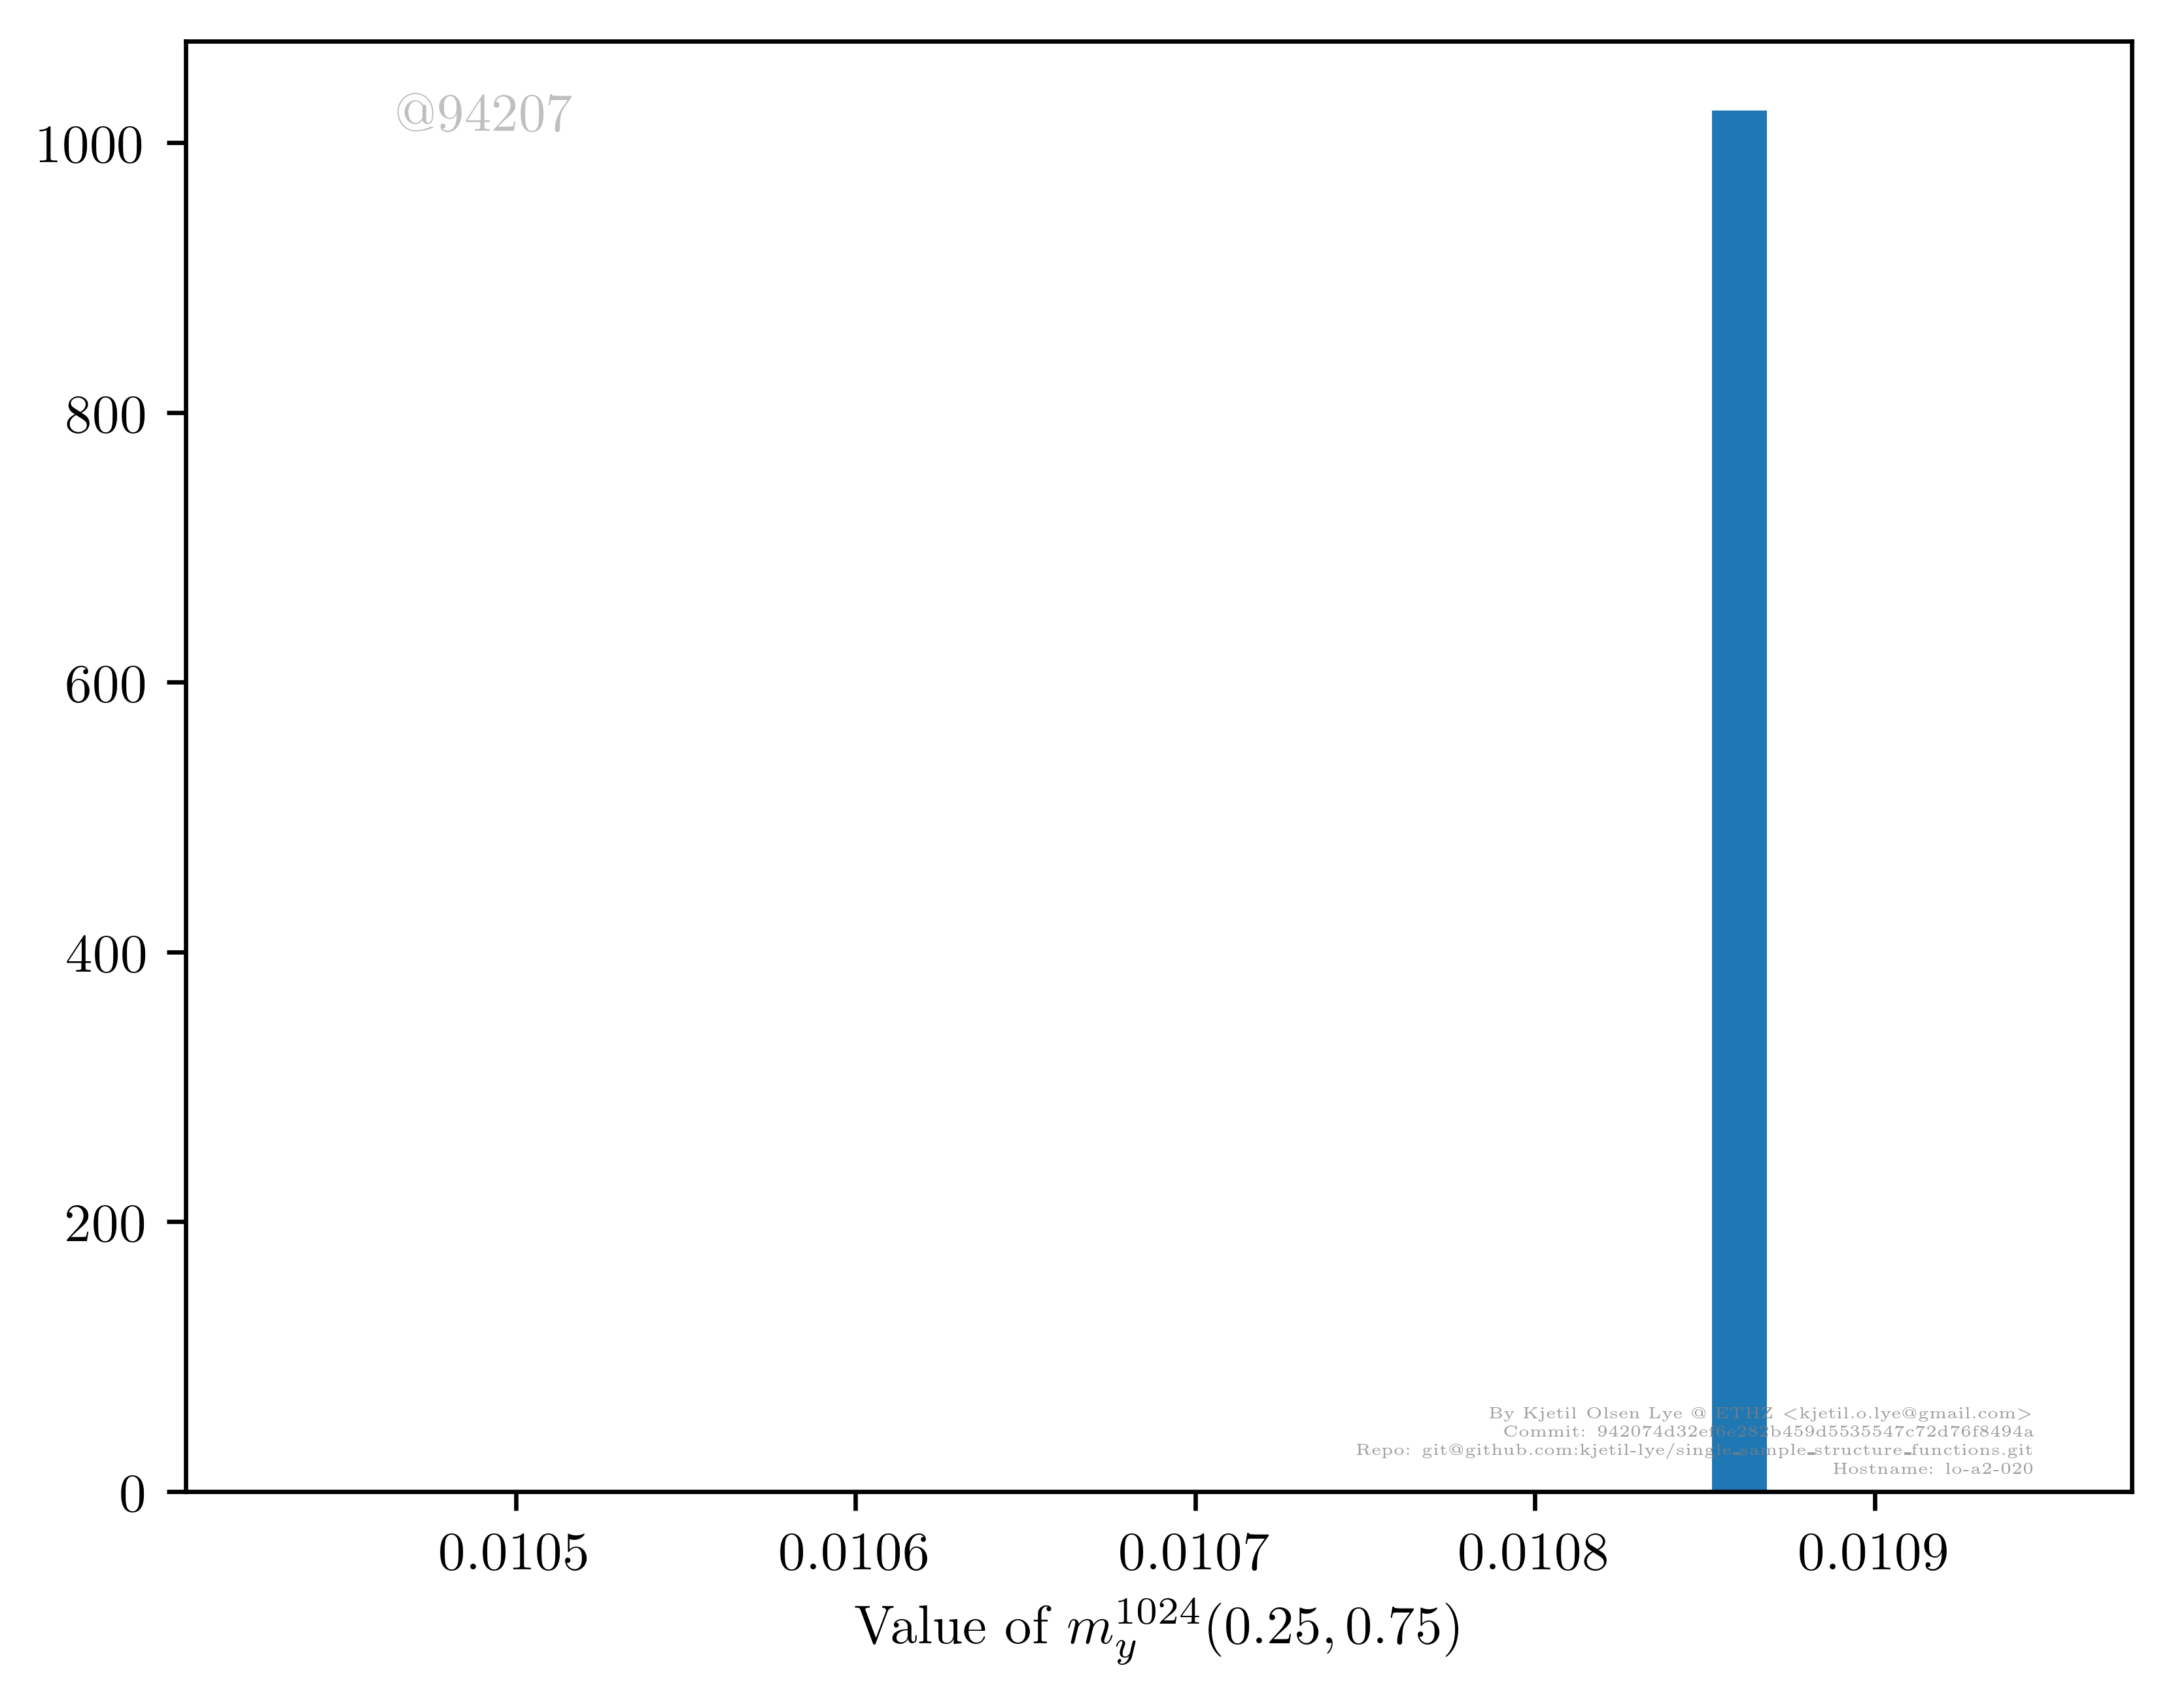 @94207
1000
800
600
400
200
0
By Kjetil Olsen Lye @ ETHZ <kjetil.o.lye@gmail.com>
Commit: 942074d32ef6e282b459d5535547c72d76f8494a
Repo: git@github.com:kjetil-lye/single_sample_structure_functions.git
Hostname: lo-a2-020
0.0105 0.0106 0.0107 0.0108 0.0109
Value of $m_y^{1024}(0.25, 0.75)$